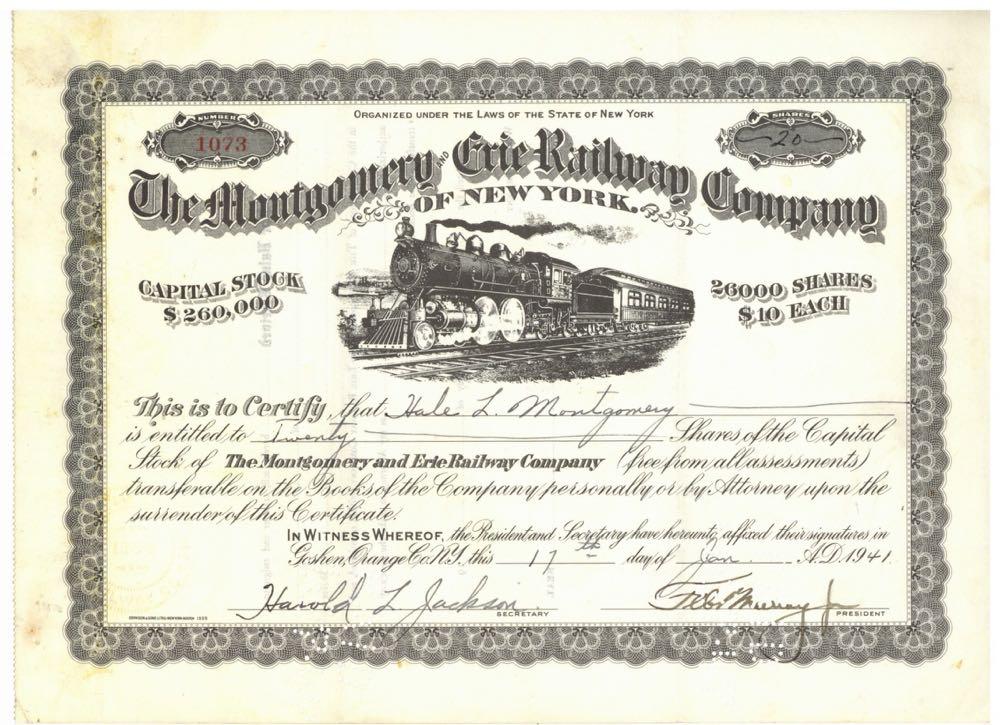 ORGANIZED UNDER THE LAWS OF THE STATE OF NEW YORK
NUMBER
1073
SHARES
20
The Montgomery AND Erie Railway Company
OF NEW YORK.
CAPITAL STOCK
$260,000
26000 SHARES
$10 EACH
This is to Certify, that Hale L. Montgomery
is entitled to Twenty Shares of the Capital
Stock of The Montgomery and Erie Railway Company (free from all assessments)
transferable on the Books of the Company personally or by Attorney upon the
surrender of this Certificate.
IN WITNESS WHEREOF, the President and Secretary have hereunto affixed their signatures, in
Goshen, Orange Co. N.Y. this 17th day of Jan. A.D. 1941
Harold L. Jackson
SECRETARY
Murray Jr
PRESIDENT